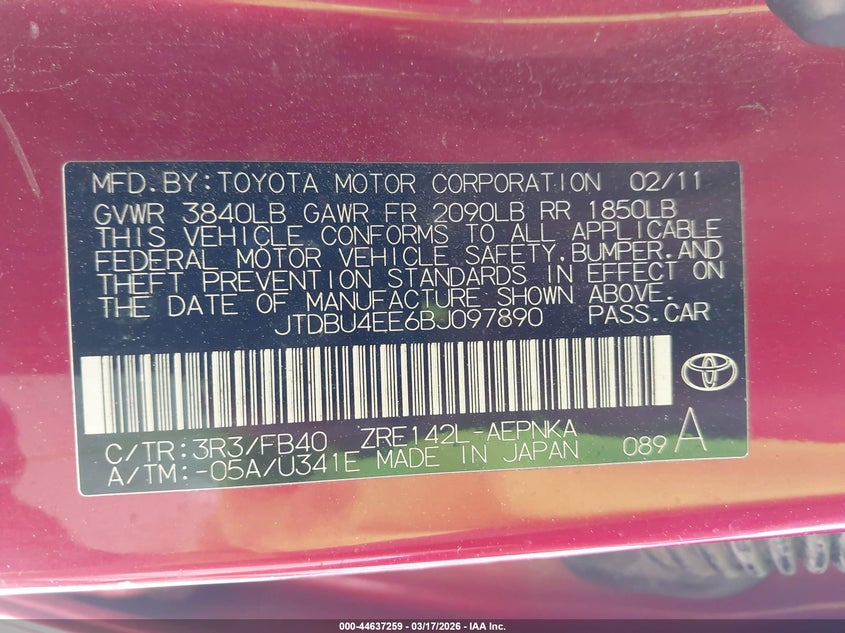 MFD.BY:TOYOTA MOTOR CORPORATION 02/11
GVWR 3840LB GAWR FR 2090LB RR 1850LB
THIS VEHICLE CONFORMS TO ALL APPLICABLE
FEDERAL MOTOR VEHICLE SAFETY,BUMPER,AND
THEFT PREVENTION STANDARDS IN EFFECT ON
THE DATE OF MANUFACTURE SHOWN ABOVE.
JTDBU4EE6BJ097890 PASS.CAR
C/TR:3R3/FB40 ZRE142L-AEPNKA
A/TM:-05A/U341E MADE IN JAPAN 089 A
000-44637259 | 03/17/2026 - IAA Inc.